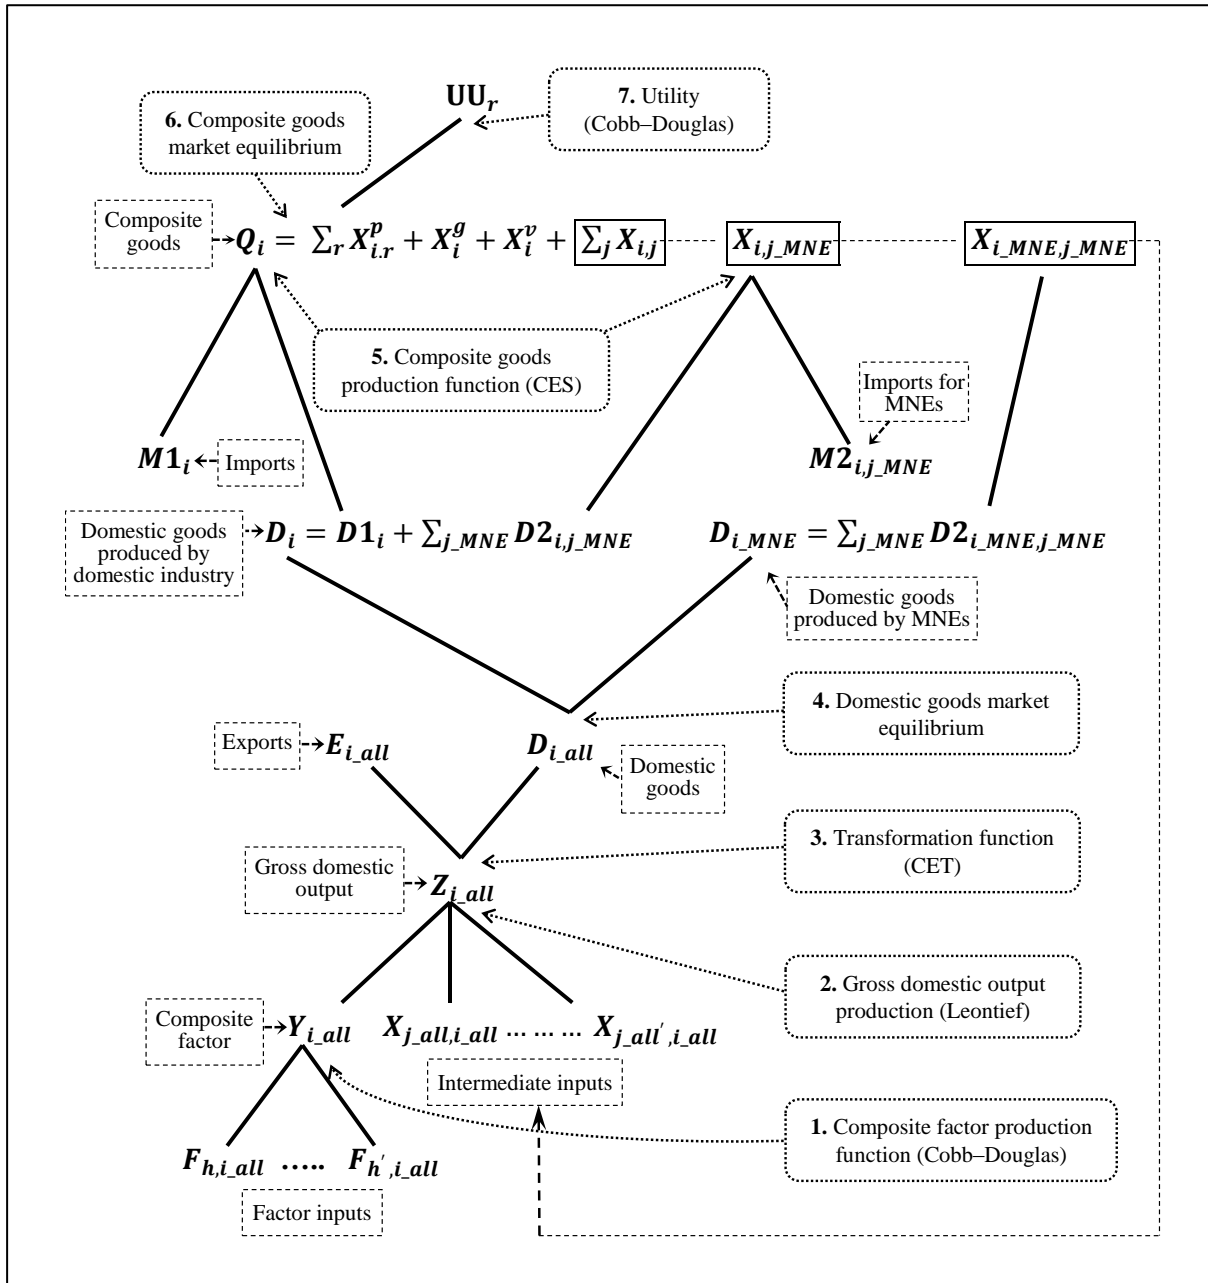 UU_r
7. Utility
(Cobb–Douglas)
6. Composite goods
market equilibrium
Composite
goods
Q_i = ∑_r X^p_{i.r} + X^g_i + X^v_i + ∑_j X_{i,j}
X_{i,j_MNE}
X_{i_MNE,j_MNE}
5. Composite goods
production function (CES)
Imports for
MNEs
M1_i
Imports
M2_{i,j_MNE}
Domestic goods
produced by
domestic industry
D_i = D1_i + ∑_{j_MNE} D2_{i,j_MNE}
D_{i_MNE} = ∑_{j_MNE} D2_{i_MNE,j_MNE}
Domestic goods
produced by MNEs
4. Domestic goods market
equilibrium
Exports
E_{i_all}
D_{i_all}
Domestic
goods
3. Transformation function
(CET)
Gross domestic
output
Z_{i_all}
2. Gross domestic output
production (Leontief)
Composite
factor
Y_{i_all}
X_{j_all,i_all} ... ... ... X_{j_all',i_all}
Intermediate inputs
1. Composite factor production
function (Cobb–Douglas)
F_{h,i_all} ..... F_{h',i_all}
Factor inputs